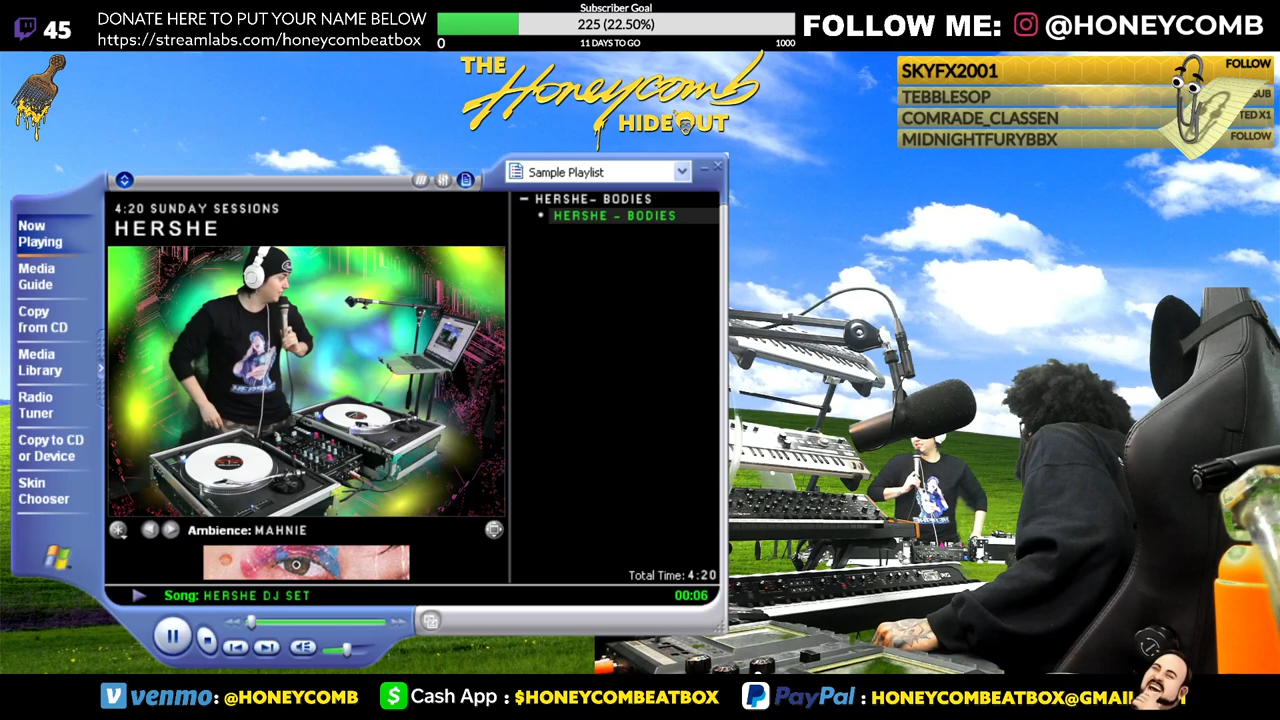 45
DONATE HERE TO PUT YOUR NAME BELOW
https://streamlabs.com/honeycombeatbox
Subscriber Goal
225 (22.50%)
0
11 DAYS TO GO
1000
FOLLOW ME: @HONEYCOMB
THE
Honeycomb
HIDEOUT
SKYFX2001 FOLLOW
TEBBLESOP SUB
COMRADE_CLASSEN TED X1
MIDNIGHTFURYBBX FOLLOW
Sample Playlist
4:20 SUNDAY SESSIONS
HERSHE
HERSHE- BODIES
HERSHE - BODIES
Now
Playing
Media
Guide
Copy
from CD
Media
Library
Radio
Tuner
Copy to CD
or Device
Skin
Chooser
Ambience: MAHNIE
Total Time: 4:20
Song: HERSHE DJ SET
00:06
venmo: @HONEYCOMB
$ Cash App : $HONEYCOMBEATBOX
PayPal : HONEYCOMBEATBOX@GMAI